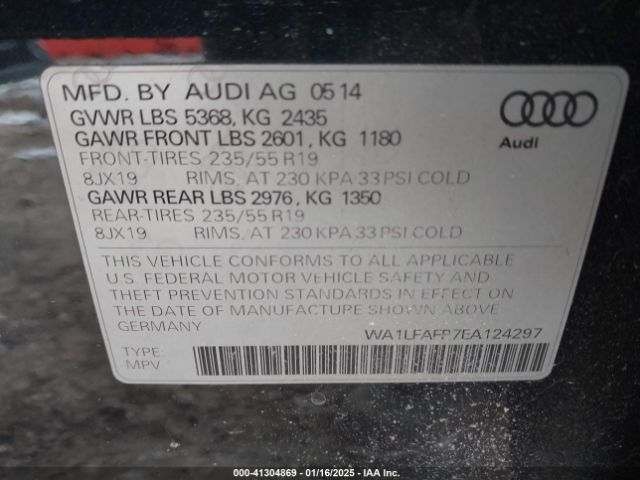 MFD. BY AUDI AG 05 14
GVWR LBS 5368, KG 2435
GAWR FRONT LBS 2601, KG 1180
FRONT-TIRES 235/55 R19
8JX19 RIMS, AT 230 KPA 33 PSI COLD
GAWR REAR LBS 2976, KG 1350
REAR-TIRES 235/55 R19
8JX19 RIMS, AT 230 KPA 33 PSI COLD
Audi
THIS VEHICLE CONFORMS TO ALL APPLICABLE
U.S. FEDERAL MOTOR VEHICLE SAFETY AND
THEFT PREVENTION STANDARDS IN EFFECT ON
THE DATE OF MANUFACTURE SHOWN ABOVE.
GERMANY
WA1LFAFP7EA124297
TYPE:
MPV
000-41304869 - 01/16/2025 - IAA Inc.